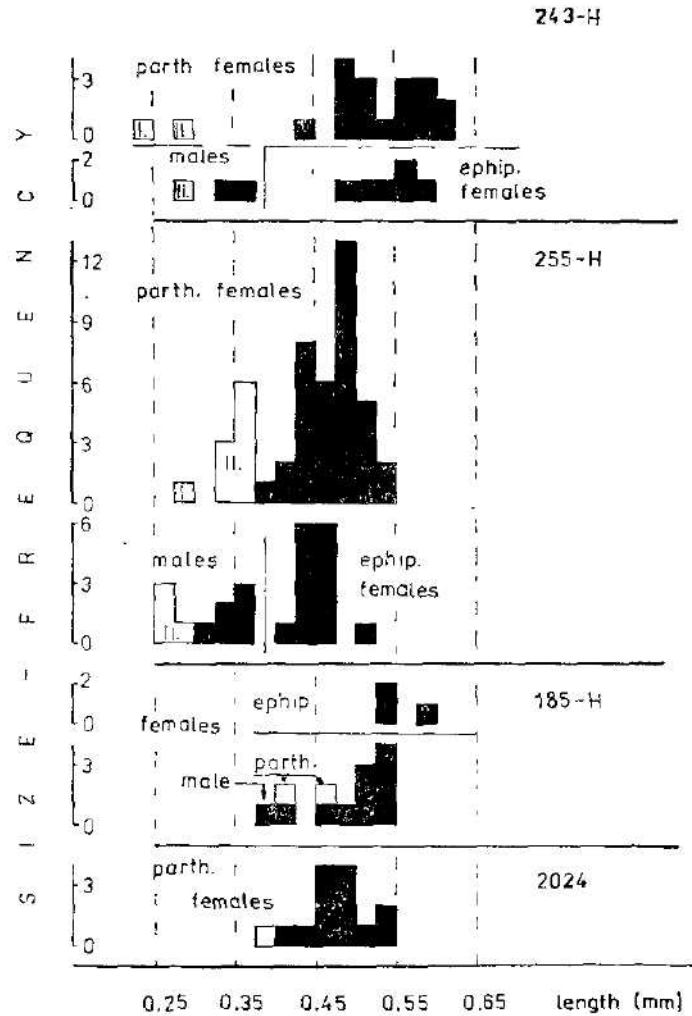 243-H
parth females
3
0
I.
II.
males
2
0
II.
ephip.
females
255-H
12
9
6
3
0
parth. females
II.
6
3
0
males
II.
ephip.
females
185-H
2
0
ephip
females
3
0
parth.
male
2024
3
0
parth.
females
0.25 0.35 0.45 0.55 0.65 length (mm)
SIZE-FREQUENCY